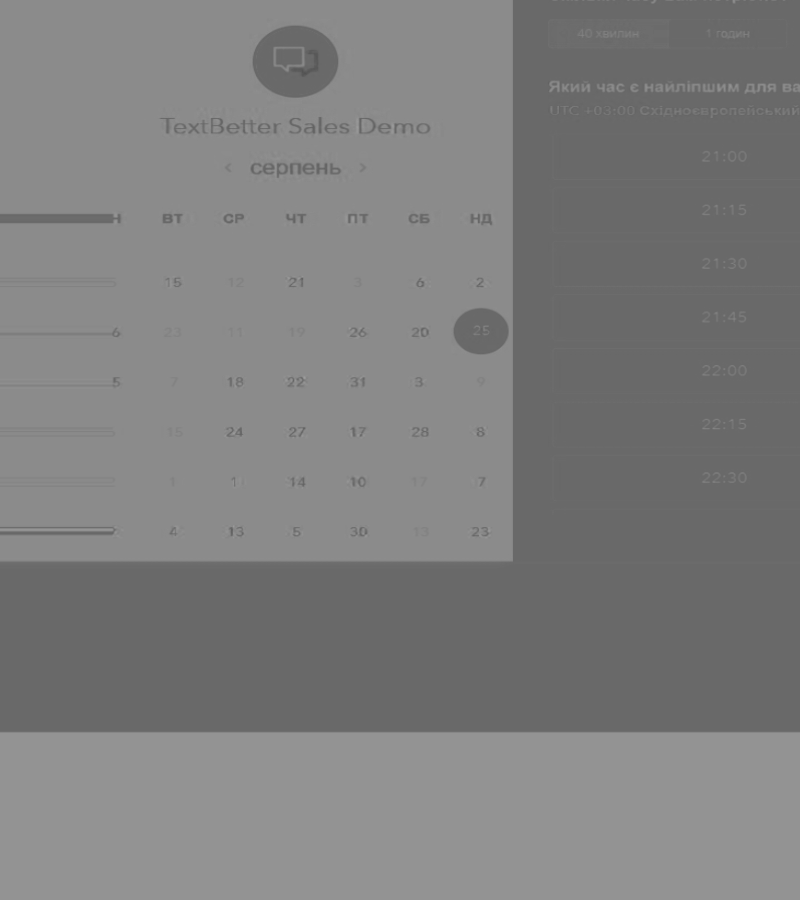 40 хвилин 1 годин
Який час є найліпшим для ва
UTC +03:00 Східноєвропейський
TextBetter Sales Demo
‹ серпень ›
Н ВТ СР ЧТ ПТ СБ НД
15 12 21 3 6 2
6 23 11 19 26 20 25
5 7 18 22 31 3 9
16 24 27 17 28 8
1 1 14 10 17 7
4 13 5 30 13 23
21:00
21:15
21:30
21:45
22:00
22:15
22:30